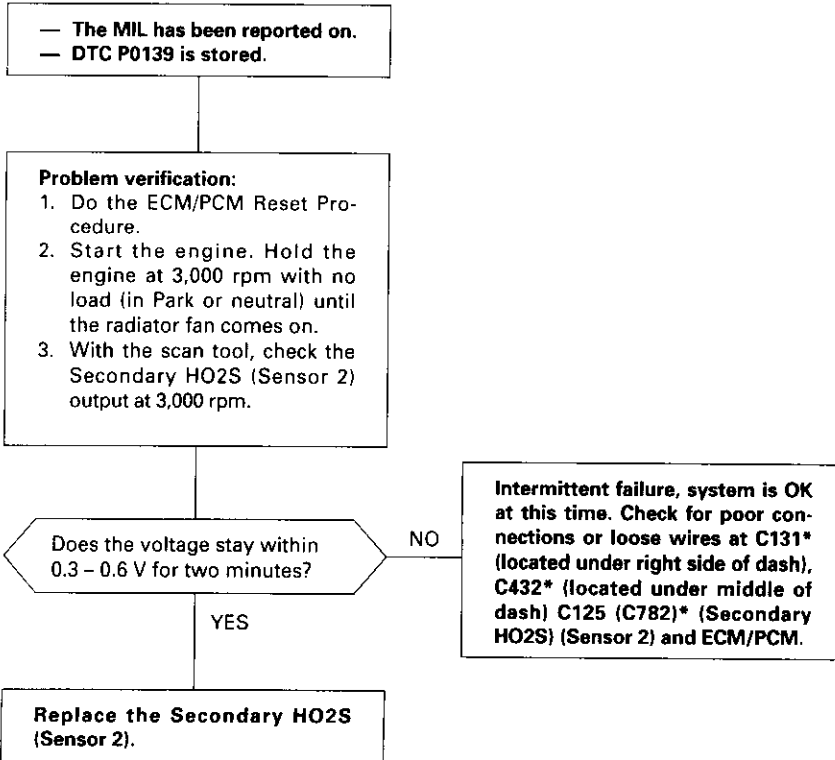 — The MIL has been reported on.
— DTC P0139 is stored.
Problem verification:
1. Do the ECM/PCM Reset Pro-
cedure.
2. Start the engine. Hold the
engine at 3,000 rpm with no
load (in Park or neutral) until
the radiator fan comes on.
3. With the scan tool, check the
Secondary HO2S (Sensor 2)
output at 3,000 rpm.
Does the voltage stay within
0.3 – 0.6 V for two minutes?
NO
Intermittent failure, system is OK
at this time. Check for poor con-
nections or loose wires at C131*
(located under right side of dash),
C432* (located under middle of
dash) C125 (C782)* (Secondary
HO2S) (Sensor 2) and ECM/PCM.
YES
Replace the Secondary HO2S
(Sensor 2).